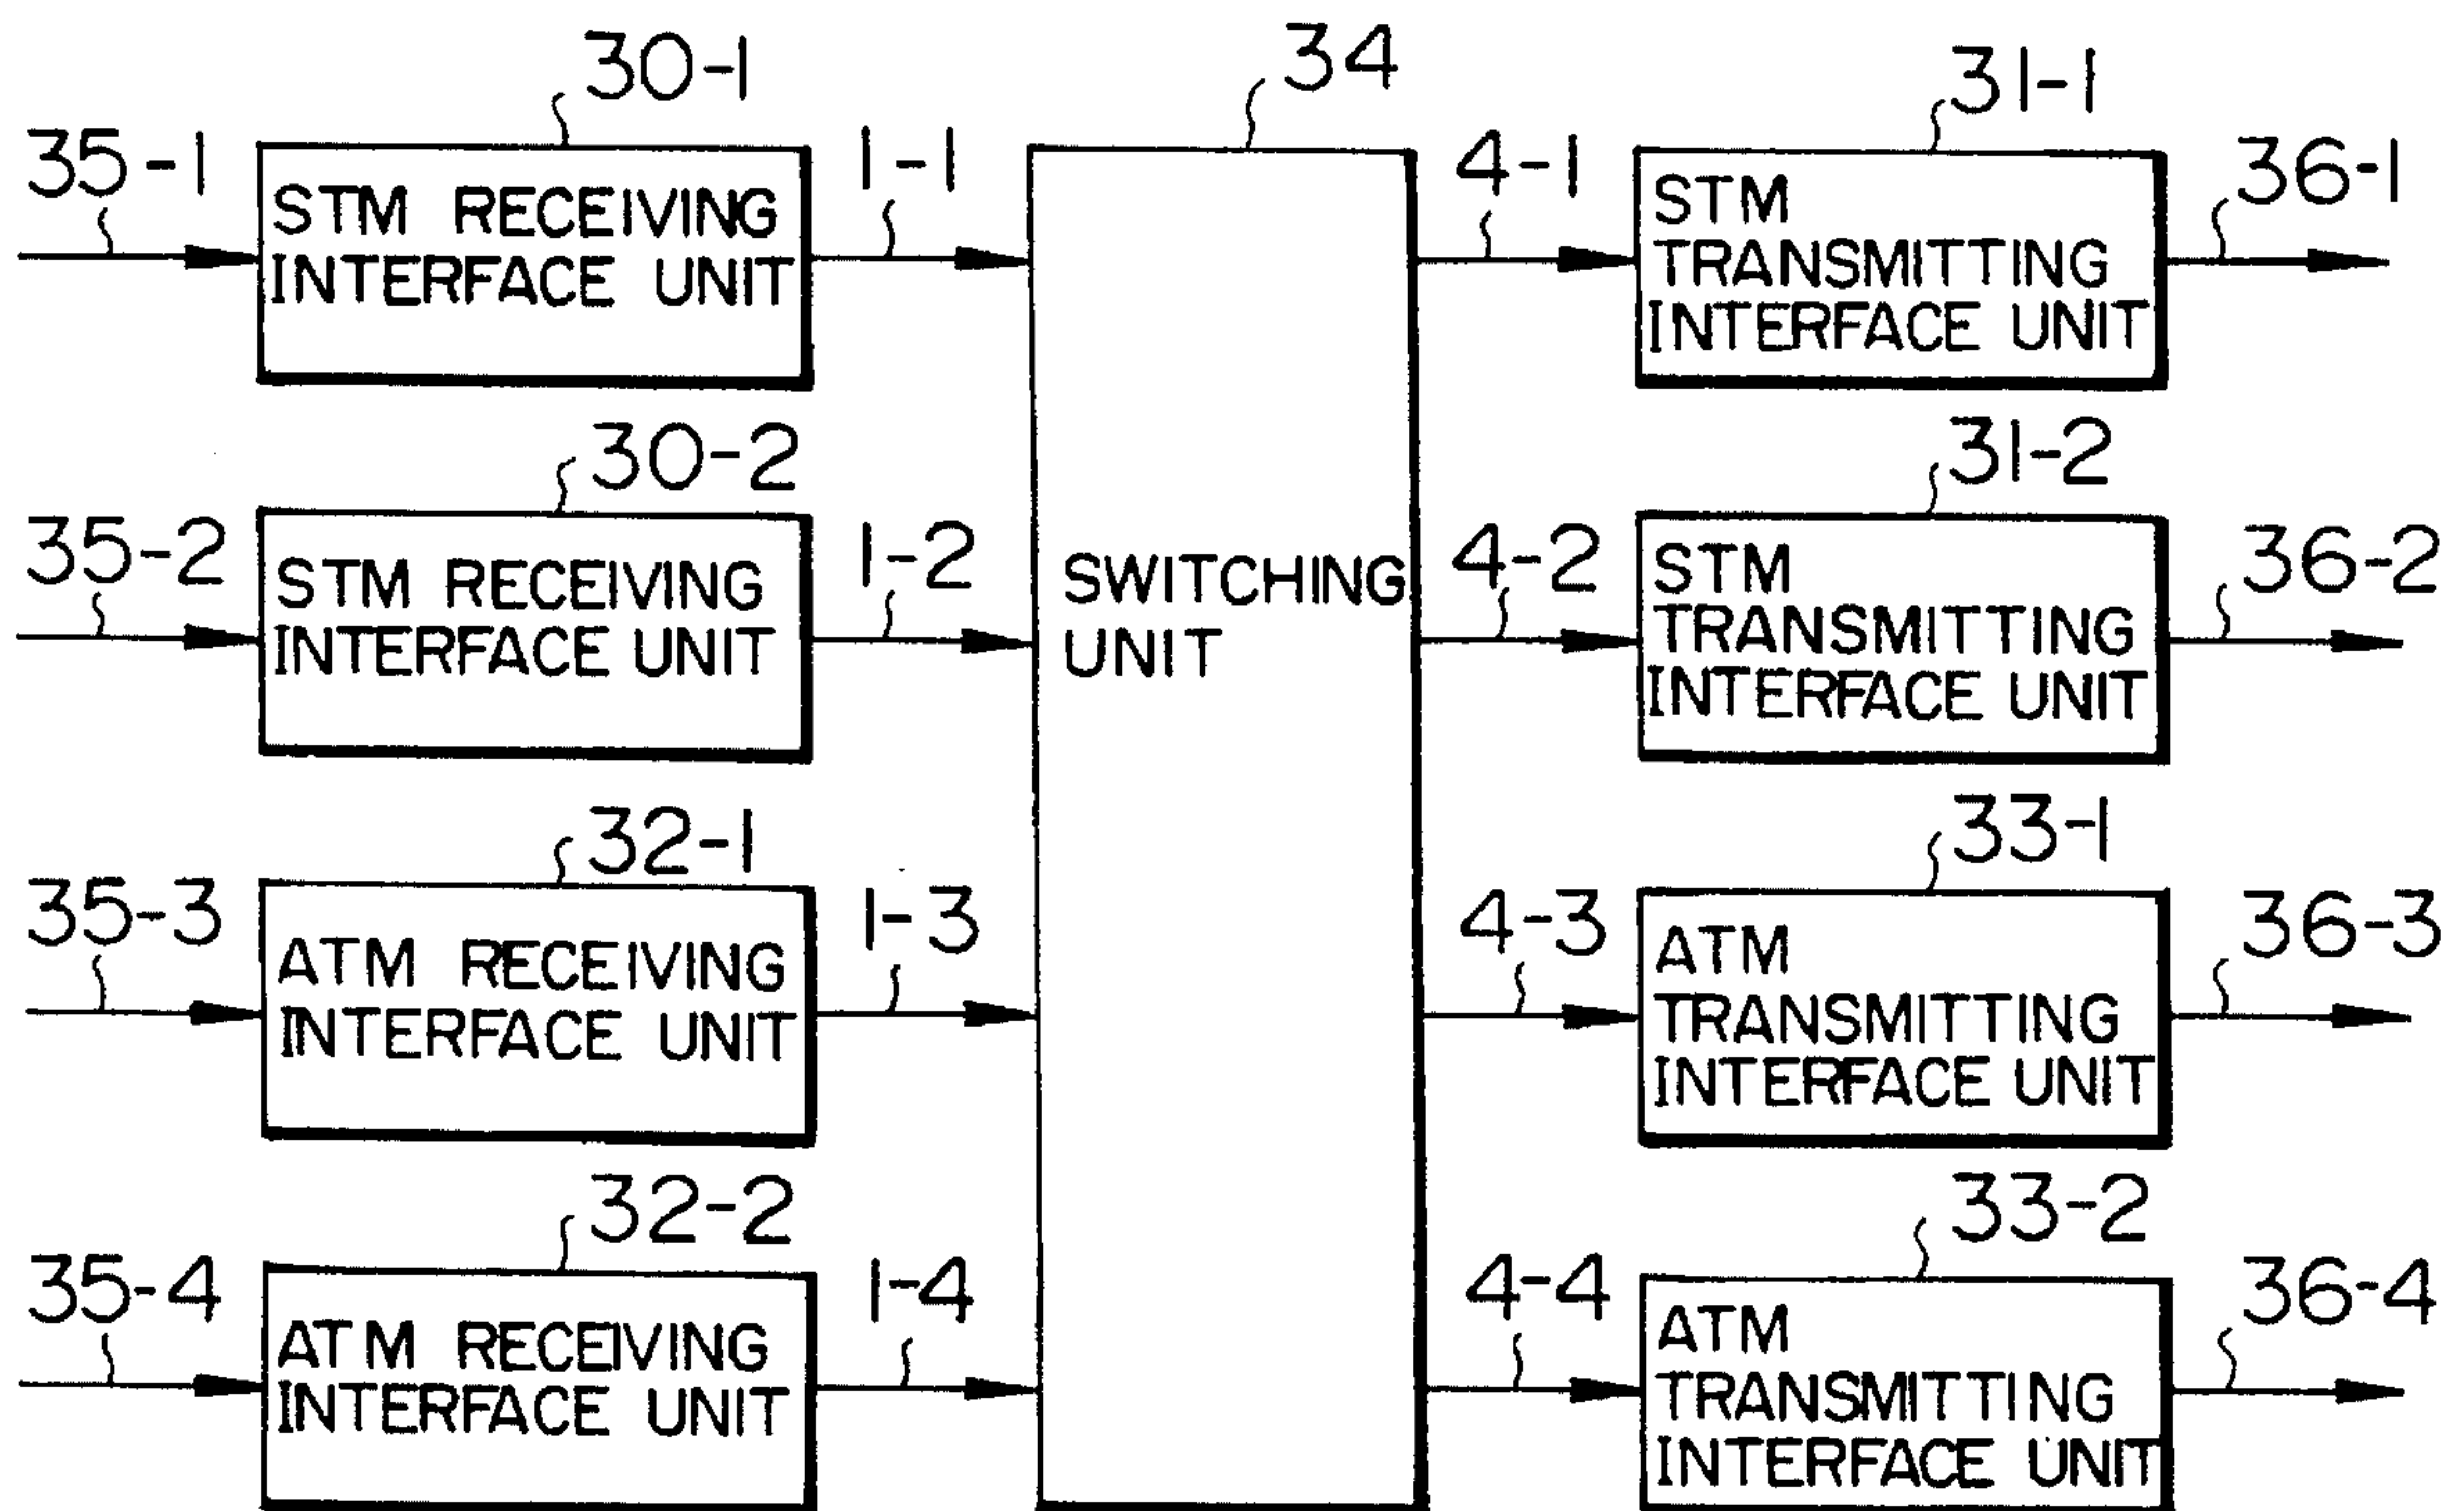 30-1
34
31-1
35-1
1-1
4-1
36-1
STM RECEIVING
INTERFACE UNIT
STM
TRANSMITTING
INTERFACE UNIT
30-2
31-2
35-2
1-2
4-2
36-2
STM RECEIVING
INTERFACE UNIT
SWITCHING
UNIT
STM
TRANSMITTING
INTERFACE UNIT
32-1
33-1
35-3
1-3
4-3
36-3
ATM RECEIVING
INTERFACE UNIT
ATM
TRANSMITTING
INTERFACE UNIT
32-2
33-2
35-4
1-4
4-4
36-4
ATM RECEIVING
INTERFACE UNIT
ATM
TRANSMITTING
INTERFACE UNIT